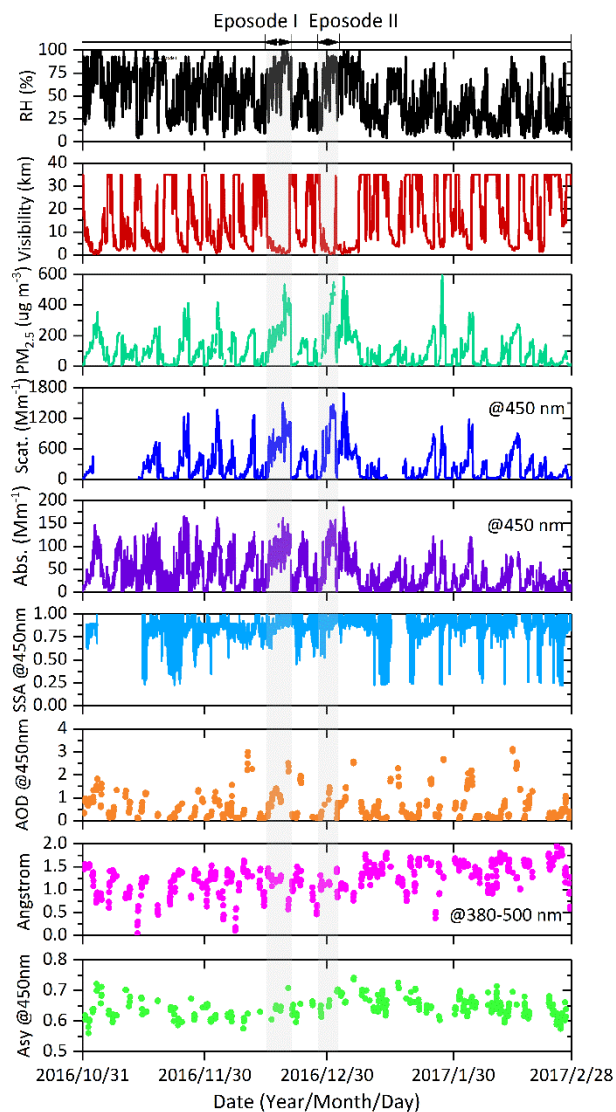 Eposode I Eposode II
100
75
50
25
0
RH (%)
40
30
20
10
0
Visibility (km)
600
400
200
0
PM2.5 (ug m-3)
1800
1200
600
0
Scat. (Mm-1)
@450 nm
200
150
100
50
0
Abs. (Mm-1)
@450 nm
1.00
0.75
0.50
0.25
0.00
SSA @450nm
4
3
2
1
0
AOD @450nm
2.0
1.5
1.0
0.5
0.0
Angstrom
@380-500 nm
0.8
0.7
0.6
0.5
Asy @450nm
2016/10/31 2016/11/30 2016/12/30 2017/1/30 2017/2/28
Date (Year/Month/Day)